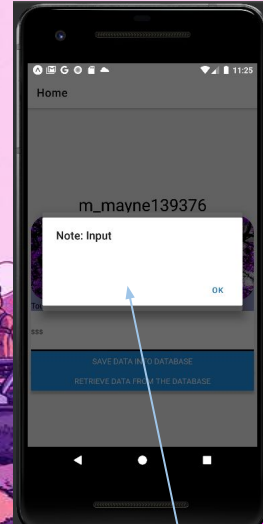 11:25
Home
m_mayne139376
Note: Input
OK
sss
SAVE DATA INTO DATABASE
RETRIEVE DATA FROM THE DATABASE